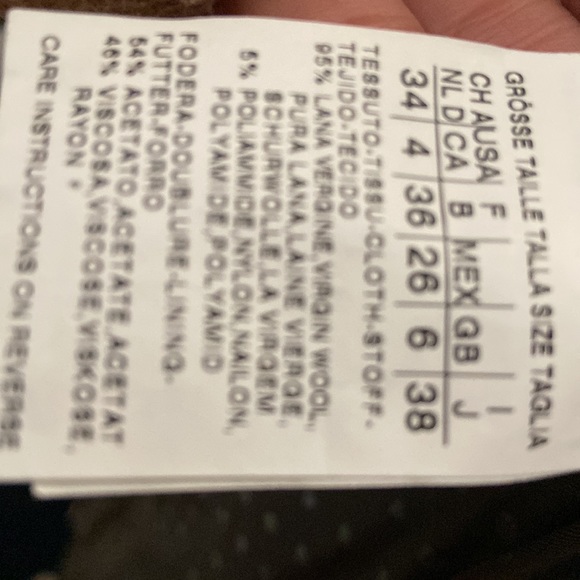 GRÖSSE TAILLE TALLA SIZE TAGLIA
CH A USA F I
NL D CA B MEX GB J
34 4 36 26 6 38
TESSUTO-TISSU-CLOTH-STOFF-
TEJIDO-TECIDO
95% LANA VERGINE,VIRGIN WOOL,
PURA LANA,LAINE VIERGE,
SCHURWOLLE,LA VIRGEM
5% POLIAMMIDE,NYLON,NAILON,
POLYAMIDE,POLYAMID
FODERA-DOUBLURE-LINING-
FUTTER-FORRO
54% ACETATO,ACETATE,ACETAT
46% VISCOSA,VISCOSE,VISKOSE,
RAYON
CARE INSTRUCTIONS ON REVERSE